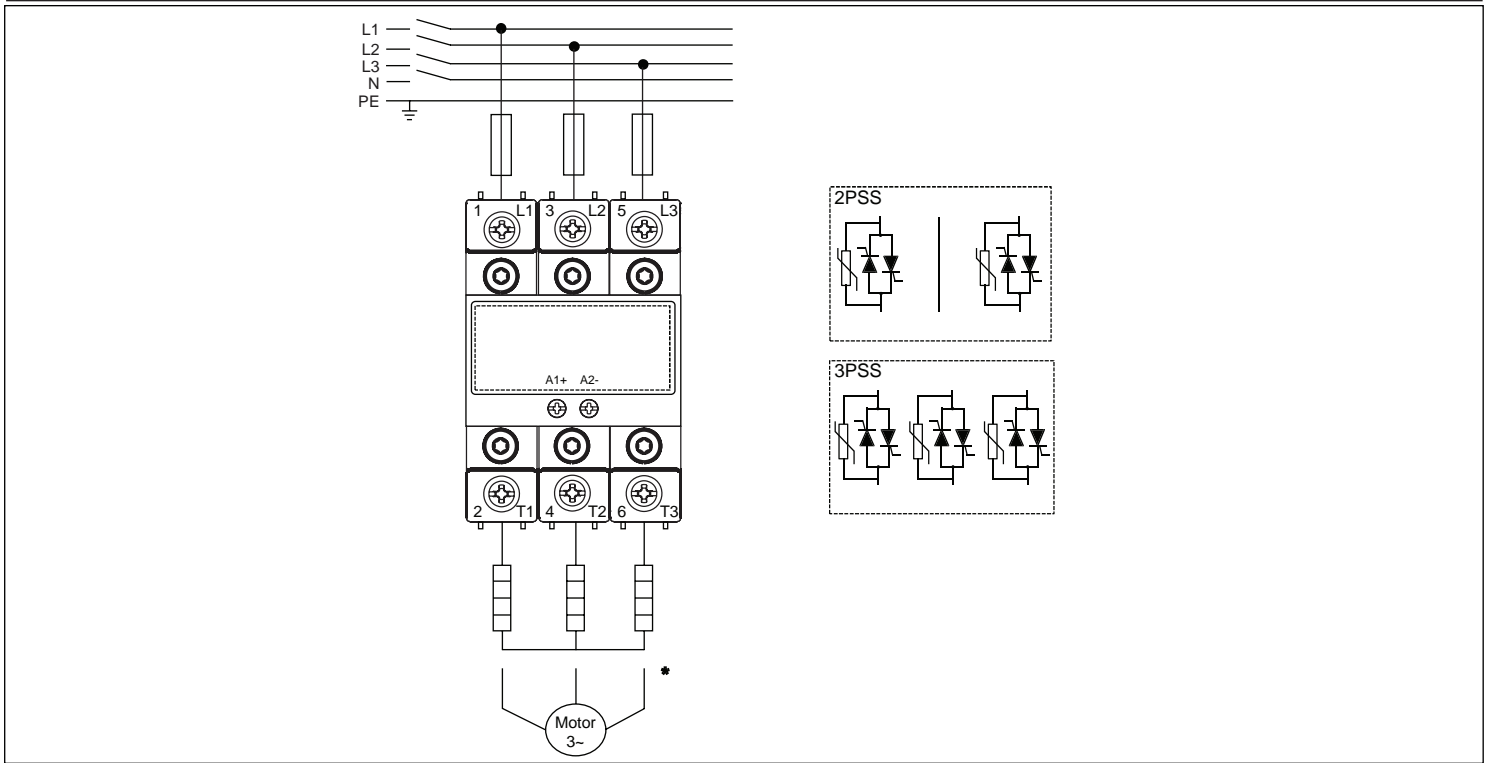 L1
L2
L3
N
PE
1 L1 3 L2 5 L3
A1+ A2-
2 T1 4 T2 6 T3
*
Motor
3~
2PSS
3PSS